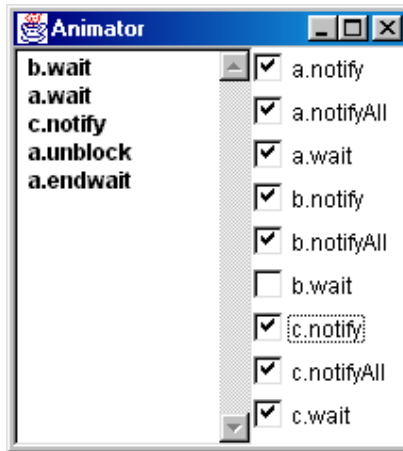 Animator
b.wait
a.wait
c.notify
a.unblock
a.endwait
a.notify
a.notifyAll
a.wait
b.notify
b.notifyAll
b.wait
c.notify
c.notifyAll
c.wait